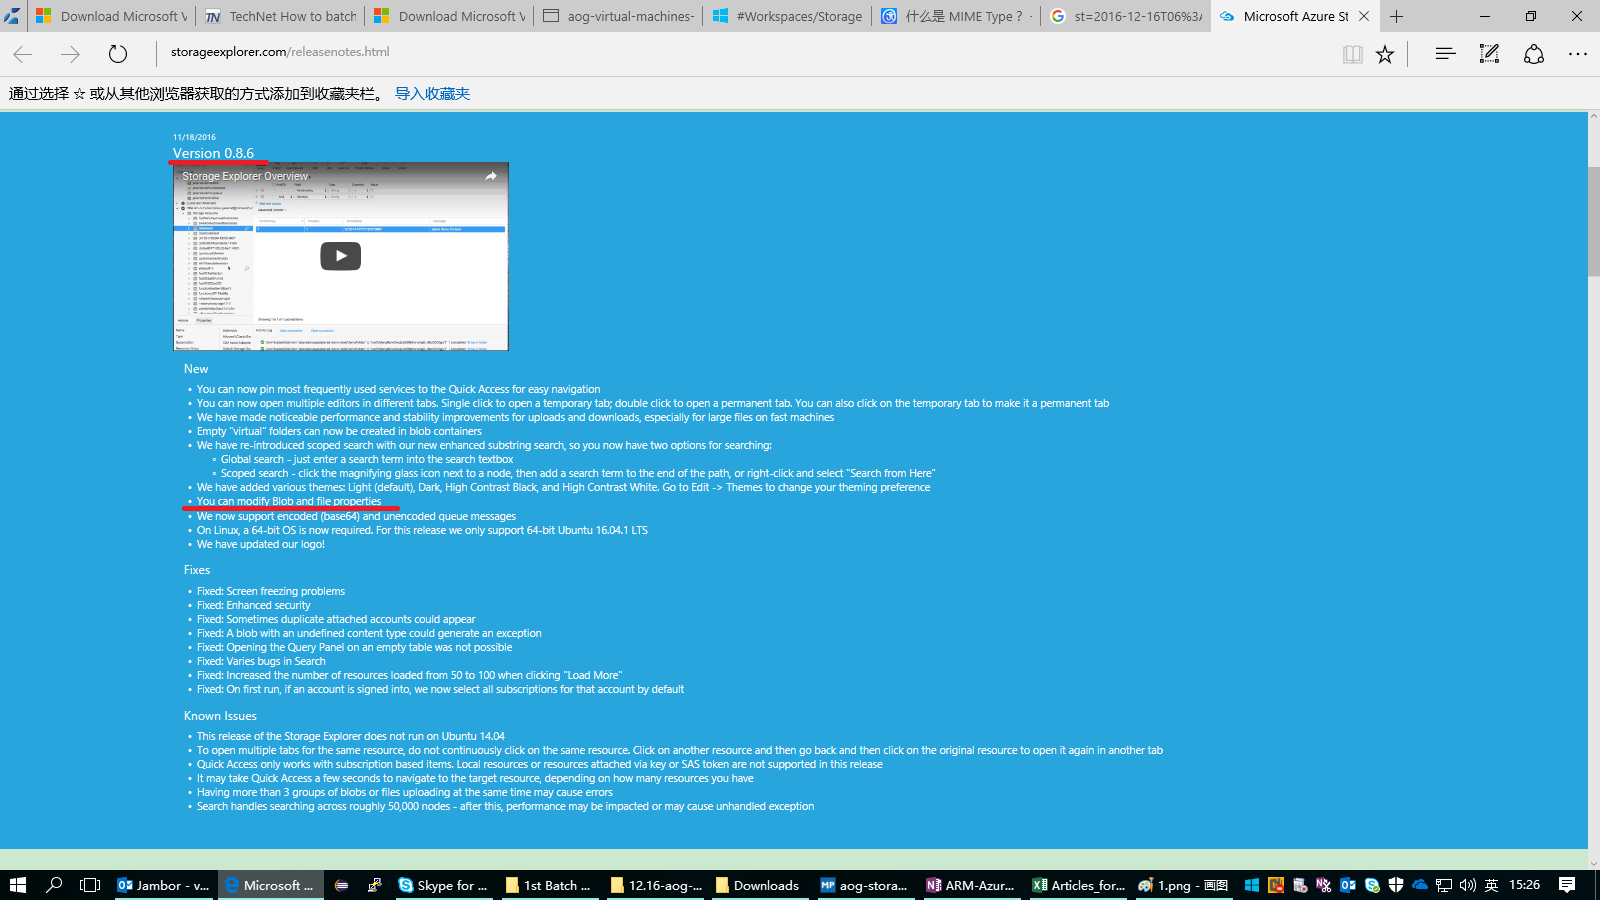 Download Microsoft V
TechNet How to batch
Download Microsoft V
aog-virtual-machines-
#Workspaces/Storage
什么是 MIME Type？ -
st=2016-12-16T06%3A
Microsoft Azure St
storageexplorer.com/releasenotes.html
通过选择 ☆ 或从其他浏览器获取的方式添加到收藏夹栏。 导入收藏夹
11/18/2016
Version 0.8.6
Storage Explorer Overview
New
• You can now pin most frequently used services to the Quick Access for easy navigation
• You can now open multiple editors in different tabs. Single click to open a temporary tab; double click to open a permanent tab. You can also click on the temporary tab to make it a permanent tab
• We have made noticeable performance and stability improvements for uploads and downloads, especially for large files on fast machines
• Empty "virtual" folders can now be created in blob containers
• We have re-introduced scoped search with our new enhanced substring search, so you now have two options for searching:
◦ Global search - just enter a search term into the search textbox
◦ Scoped search - click the magnifying glass icon next to a node, then add a search term to the end of the path, or right-click and select "Search from Here"
• We have added various themes: Light (default), Dark, High Contrast Black, and High Contrast White. Go to Edit -> Themes to change your theming preference
• You can modify Blob and file properties
• We now support encoded (base64) and unencoded queue messages
• On Linux, a 64-bit OS is now required. For this release we only support 64-bit Ubuntu 16.04.1 LTS
• We have updated our logo!
Fixes
• Fixed: Screen freezing problems
• Fixed: Enhanced security
• Fixed: Sometimes duplicate attached accounts could appear
• Fixed: A blob with an undefined content type could generate an exception
• Fixed: Opening the Query Panel on an empty table was not possible
• Fixed: Varies bugs in Search
• Fixed: Increased the number of resources loaded from 50 to 100 when clicking "Load More"
• Fixed: On first run, if an account is signed into, we now select all subscriptions for that account by default
Known Issues
• This release of the Storage Explorer does not run on Ubuntu 14.04
• To open multiple tabs for the same resource, do not continuously click on the same resource. Click on another resource and then go back and then click on the original resource to open it again in another tab
• Quick Access only works with subscription based items. Local resources or resources attached via key or SAS token are not supported in this release
• It may take Quick Access a few seconds to navigate to the target resource, depending on how many resources you have
• Having more than 3 groups of blobs or files uploading at the same time may cause errors
• Search handles searching across roughly 50,000 nodes - after this, performance may be impacted or may cause unhandled exception
Jambor - v...
Microsoft ...
Skype for ...
1st Batch ...
12.16-aog-...
Downloads
aog-stora...
ARM-Azur...
Articles_for...
1.png - 画图
英
15:26